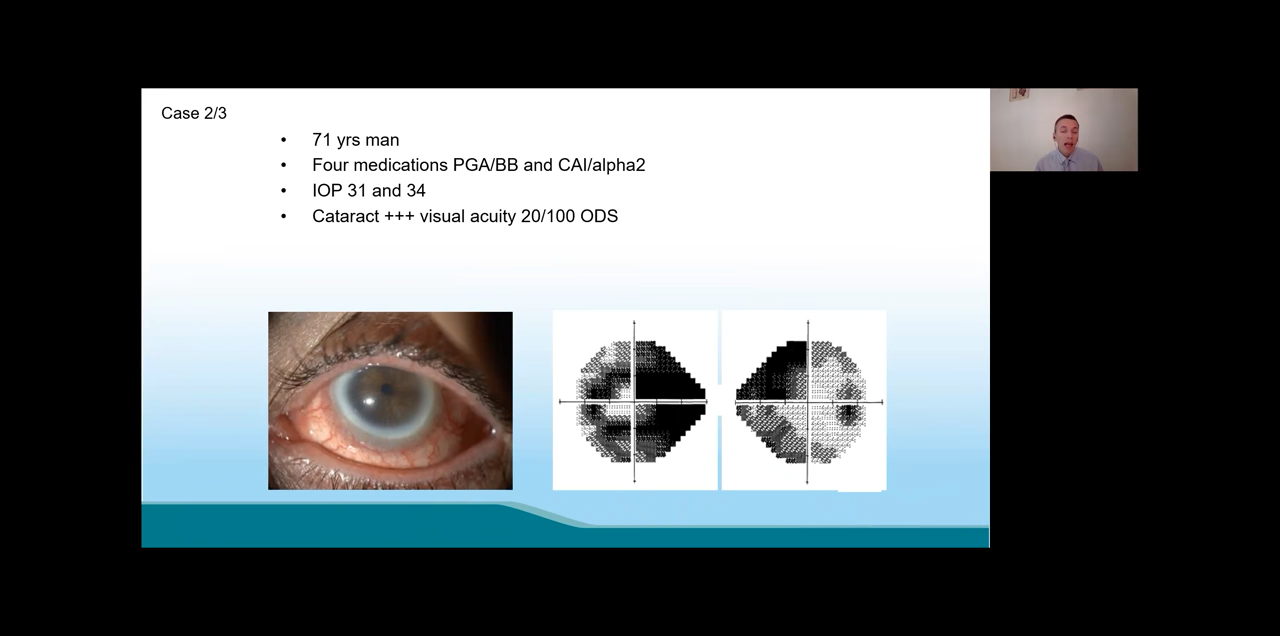 Case 2/3
• 71 yrs man
• Four medications PGA/BB and CAI/alpha2
• IOP 31 and 34
• Cataract +++ visual acuity 20/100 ODS